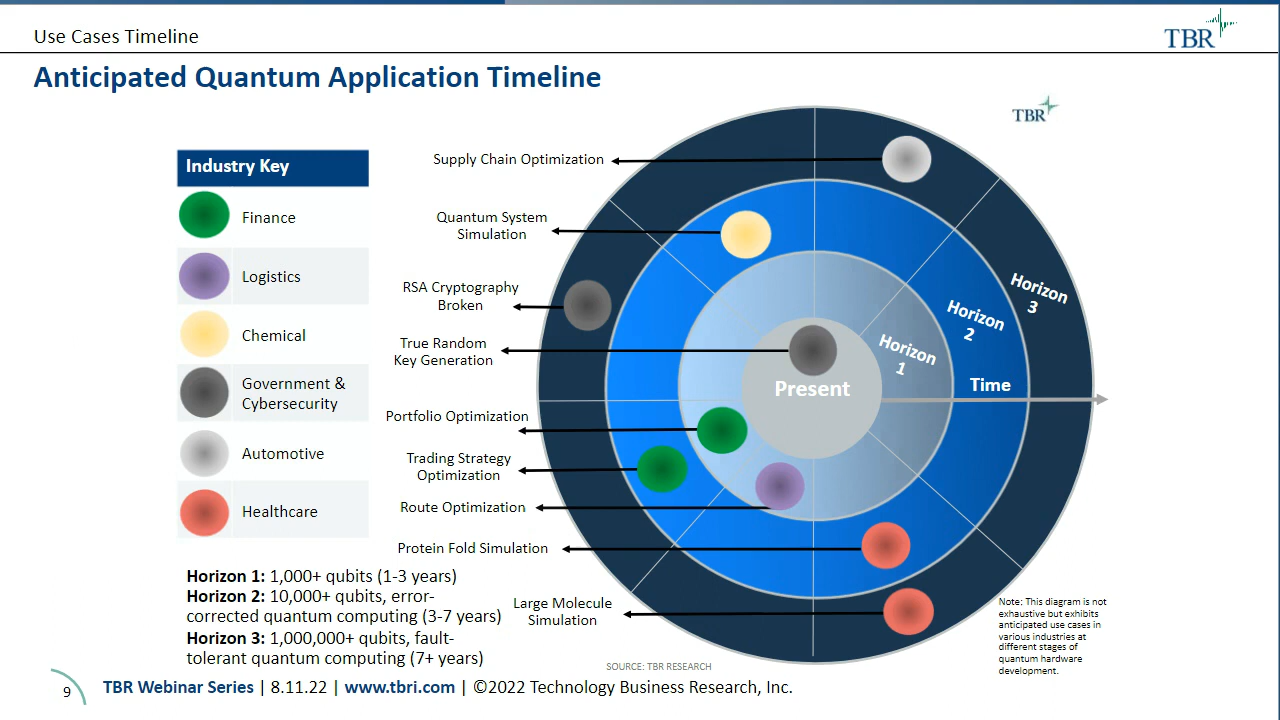 Use Cases Timeline
TBR
Anticipated Quantum Application Timeline
TBR
Industry Key
Finance
Logistics
Chemical
Government &
Cybersecurity
Automotive
Healthcare
Supply Chain Optimization
Quantum System
Simulation
RSA Cryptography
Broken
True Random
Key Generation
Portfolio Optimization
Trading Strategy
Optimization
Route Optimization
Protein Fold Simulation
Large Molecule
Simulation
Present
Horizon
1
Horizon
2
Horizon
3
Time
Horizon 1: 1,000+ qubits (1-3 years)
Horizon 2: 10,000+ qubits, error-
corrected quantum computing (3-7 years)
Horizon 3: 1,000,000+ qubits, fault-
tolerant quantum computing (7+ years)
Note: This diagram is not
exhaustive but exhibits
anticipated use cases in
various industries at
different stages of
quantum hardware
development.
SOURCE: TBR RESEARCH
9
TBR Webinar Series | 8.11.22 | www.tbri.com | ©2022 Technology Business Research, Inc.